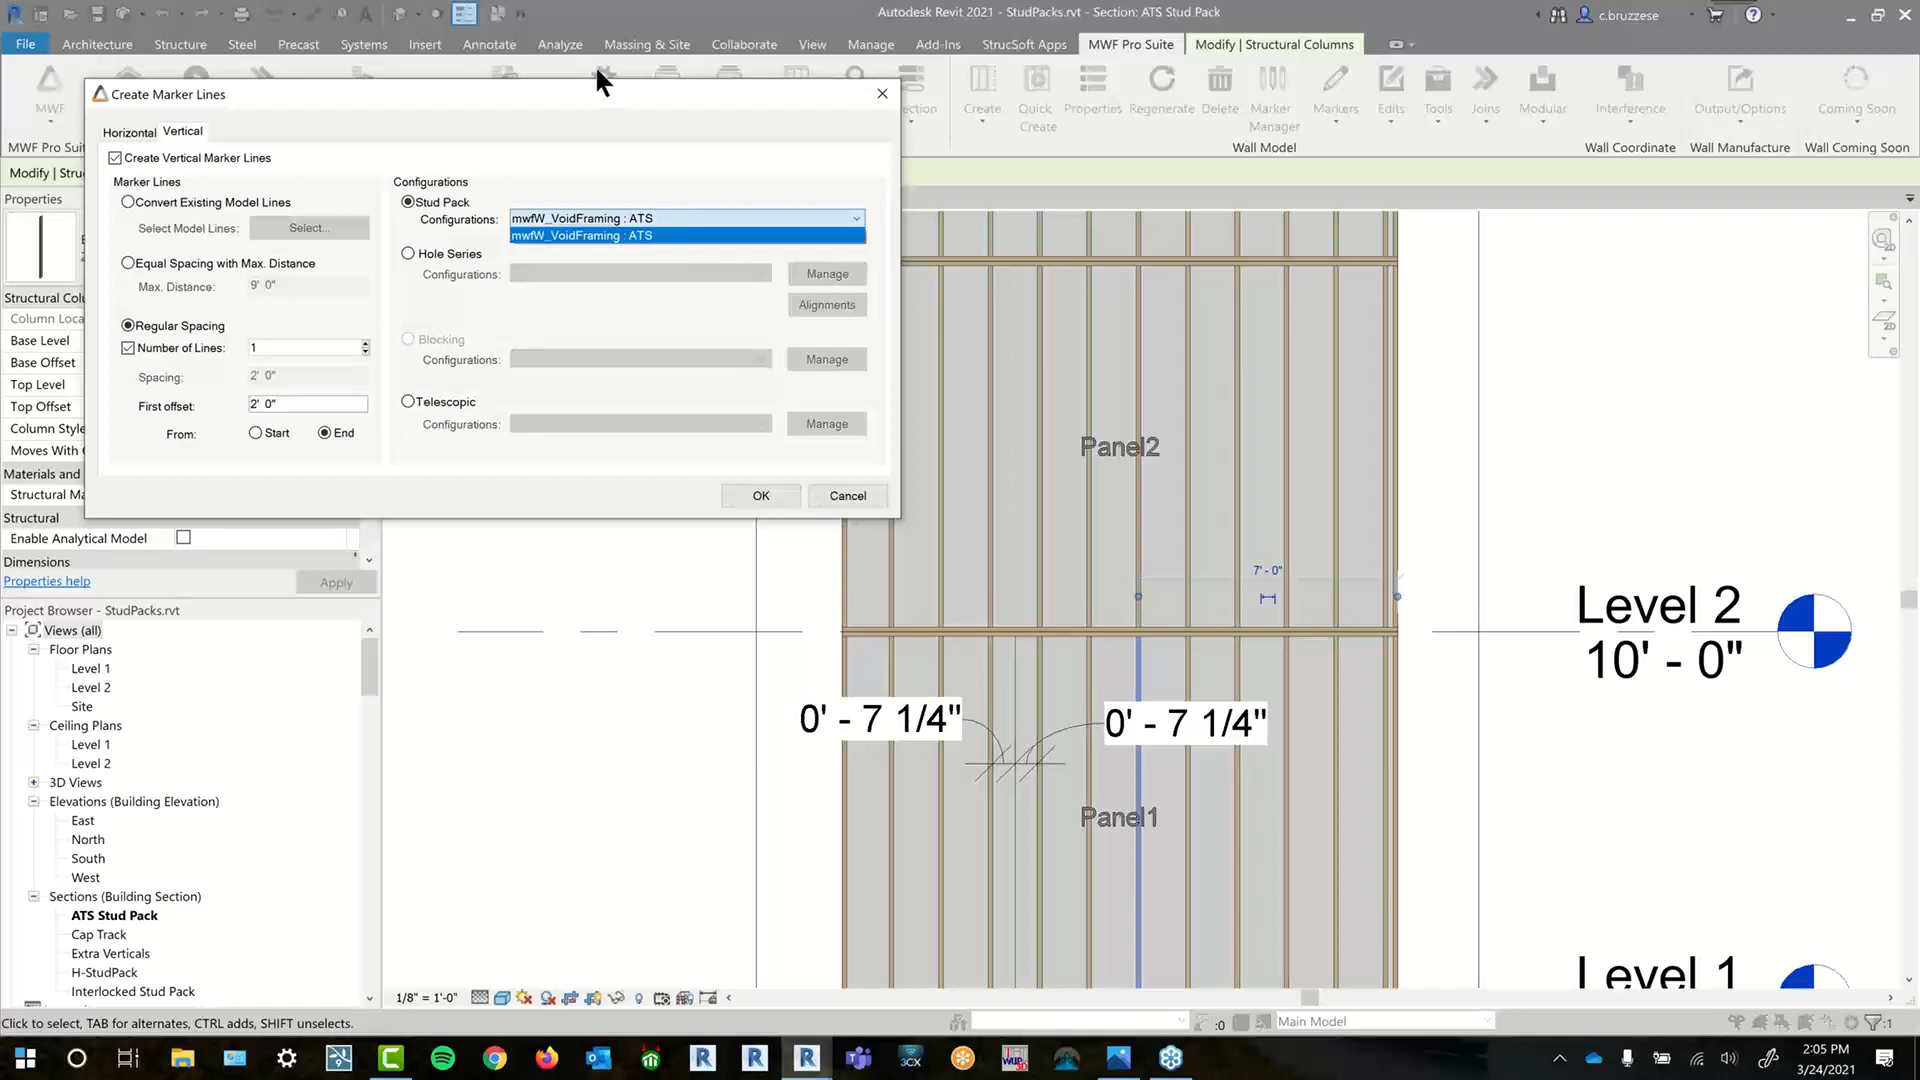 Autodesk Revit 2021 - StudPacks.rvt - Section: ATS Stud Pack
c.bruzzese
File
Architecture
Structure
Steel
Precast
Systems
Insert
Annotate
Analyze
Massing & Site
Collaborate
View
Manage
Add-Ins
StrucSoft Apps
MWF Pro Suite
Modify | Structural Columns
MWF
Create
Quick Create
Properties
Regenerate
Delete
Marker Manager
Markers
Edits
Tools
Joins
Modular
Interference
Output/Options
Coming Soon
Wall Model
Wall Coordinate
Wall Manufacture
Wall Coming Soon
Create Marker Lines
Horizontal
Vertical
Create Vertical Marker Lines
Marker Lines
Convert Existing Model Lines
Select Model Lines:
Select...
Equal Spacing with Max. Distance
Max. Distance:
9' 0"
Regular Spacing
Number of Lines:
1
Spacing:
2' 0"
First offset:
2' 0"
From:
Start
End
Configurations
Stud Pack
Configurations:
mwfW_VoidFraming : ATS
mwfW_VoidFraming : ATS
Hole Series
Configurations:
Manage
Alignments
Blocking
Configurations:
Manage
Telescopic
Configurations:
Manage
OK
Cancel
Properties
Base Level
Base Offset
Top Level
Top Offset
Structural
Enable Analytical Model
Dimensions
Properties help
Apply
Project Browser - StudPacks.rvt
Views (all)
Floor Plans
Level 1
Level 2
Site
Ceiling Plans
Level 1
Level 2
3D Views
Elevations (Building Elevation)
East
North
South
West
Sections (Building Section)
ATS Stud Pack
Cap Track
Extra Verticals
H-StudPack
Interlocked Stud Pack
Panel2
7' - 0"
Level 2
10' - 0"
0' - 7 1/4"
0' - 7 1/4"
Panel1
Level 1
1/8" = 1'-0"
Click to select, TAB for alternates, CTRL adds, SHIFT unselects.
:0
Main Model
:1
2:05 PM
3/24/2021